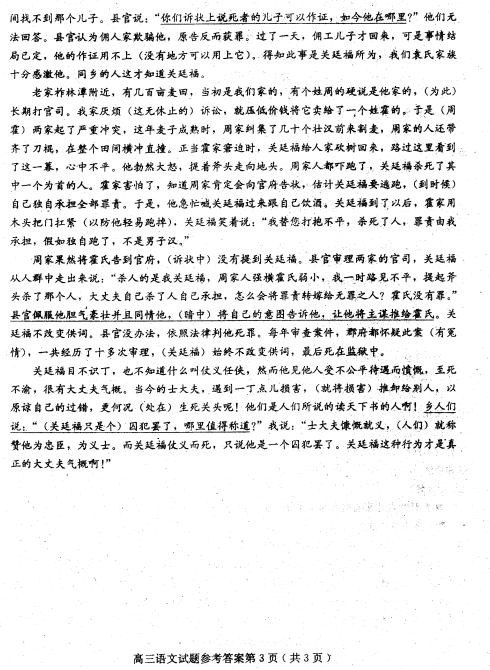 间找不到那个儿子。县官说：“你们诉状上说死者的儿子可以作证，如今他在哪里？”他们无
法回答。县官认为佣人家欺骗他，原告反而获罪。过了一天，佣工儿子才回来，可是事情结
局已定，他的作证用不上（没有地方可以用上它）。得知此事是关廷福所为，我们袁氏家族
十分感激他。同乡的人这才知道关廷福。
老家柞林潭附近，有几百亩麦田，当初是我们家的，有个姓周的硬说是他家的，（为此）
长期打官司。我家厌烦（这无休止的）诉讼，就压低价钱将它卖给了一个姓霍的。于是（周
霍）两家起了严重冲突，这年麦子成熟时，周家纠集了几十个壮汉前来割麦，周家的人还带
齐了刀棍，在整个田间横冲直撞。正当霍家窘迫时，关廷福给人家砍树回来，路过这里看到
了这一幕，心中不平。他勃然大怒，提着斧头走向地头。周家人都吓跑了，关廷福杀死了其
中一个为首的人。霍家害怕了，知道周家肯定会向官府告状，估计关廷福要逃跑，（到时候）
自己独自承担全部罪责。于是，他急忙喊关廷福过来跟自己饮酒。关廷福到了以后，霍家用
木头把门扛紧（以防他轻易跑掉），关廷福笑着说：“我替您打抱不平，杀死了人，罪责由我
承担，假如独自跑了，不是男子汉。”
周家果然将霍氏告到官府，（诉状中）没有提到关廷福。县官审理两家的官司，关廷福
从人群中走出来说：“杀人的是我关廷福，周家人强横霍氏弱小，我一时路见不平，提起斧
头杀了那个人，大丈夫自己杀了人自己承担，怎么会将罪责转嫁给无罪之人？霍氏没有罪。”
县官佩服他胆气豪壮并且同情他，（暗中）将自己的意图告诉他，让他将主谋推给霍氏。关
廷福不改变供词。县官没办法，依照法律判他死罪。每年审查案件，郡府都怀疑此案（有冤
情），一共经历了十多次审理，（关廷福）始终不改变供词，最后死在监狱中。
关廷福目不识丁，也不知道什么叫仗义任侠，然而他见他人受不公平待遇而愤慨，至死
不渝，很有大丈夫气概。当今的士大夫，遇到一丁点儿损害，（就将损害）推卸给别人，以
原谅自己的过错，更何况（处在）生死关头呢！他们是人们所说的读天下书的人啊！乡人们
说：“（关廷福只是个）囚犯罢了，哪里值得称道？”我说：“士大夫慷慨就义，（人们）就称
赞他为忠臣，为义士。而关廷福仗义而死，只说他是一个囚犯罢了。关廷福这种行为才是真
正的大丈夫气概啊！”
高三语文试题参考答案第 3 页（共 3 页）